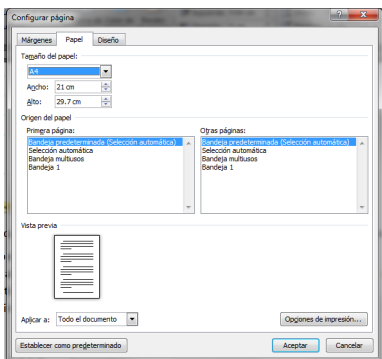 Configurar página
Márgenes Papel Diseño
Tamaño del papel:
A4
Ancho: 21 cm
Alto: 29.7 cm
Origen del papel
Primera página: Otras páginas:
Bandeja predeterminada (Selección automática) Bandeja predeterminada (Selección automática)
Selección automática Selección automática
Bandeja multiusos Bandeja multiusos
Bandeja 1 Bandeja 1
Vista previa
Aplicar a: Todo el documento Opciones de impresión...
Establecer como predeterminado Aceptar Cancelar